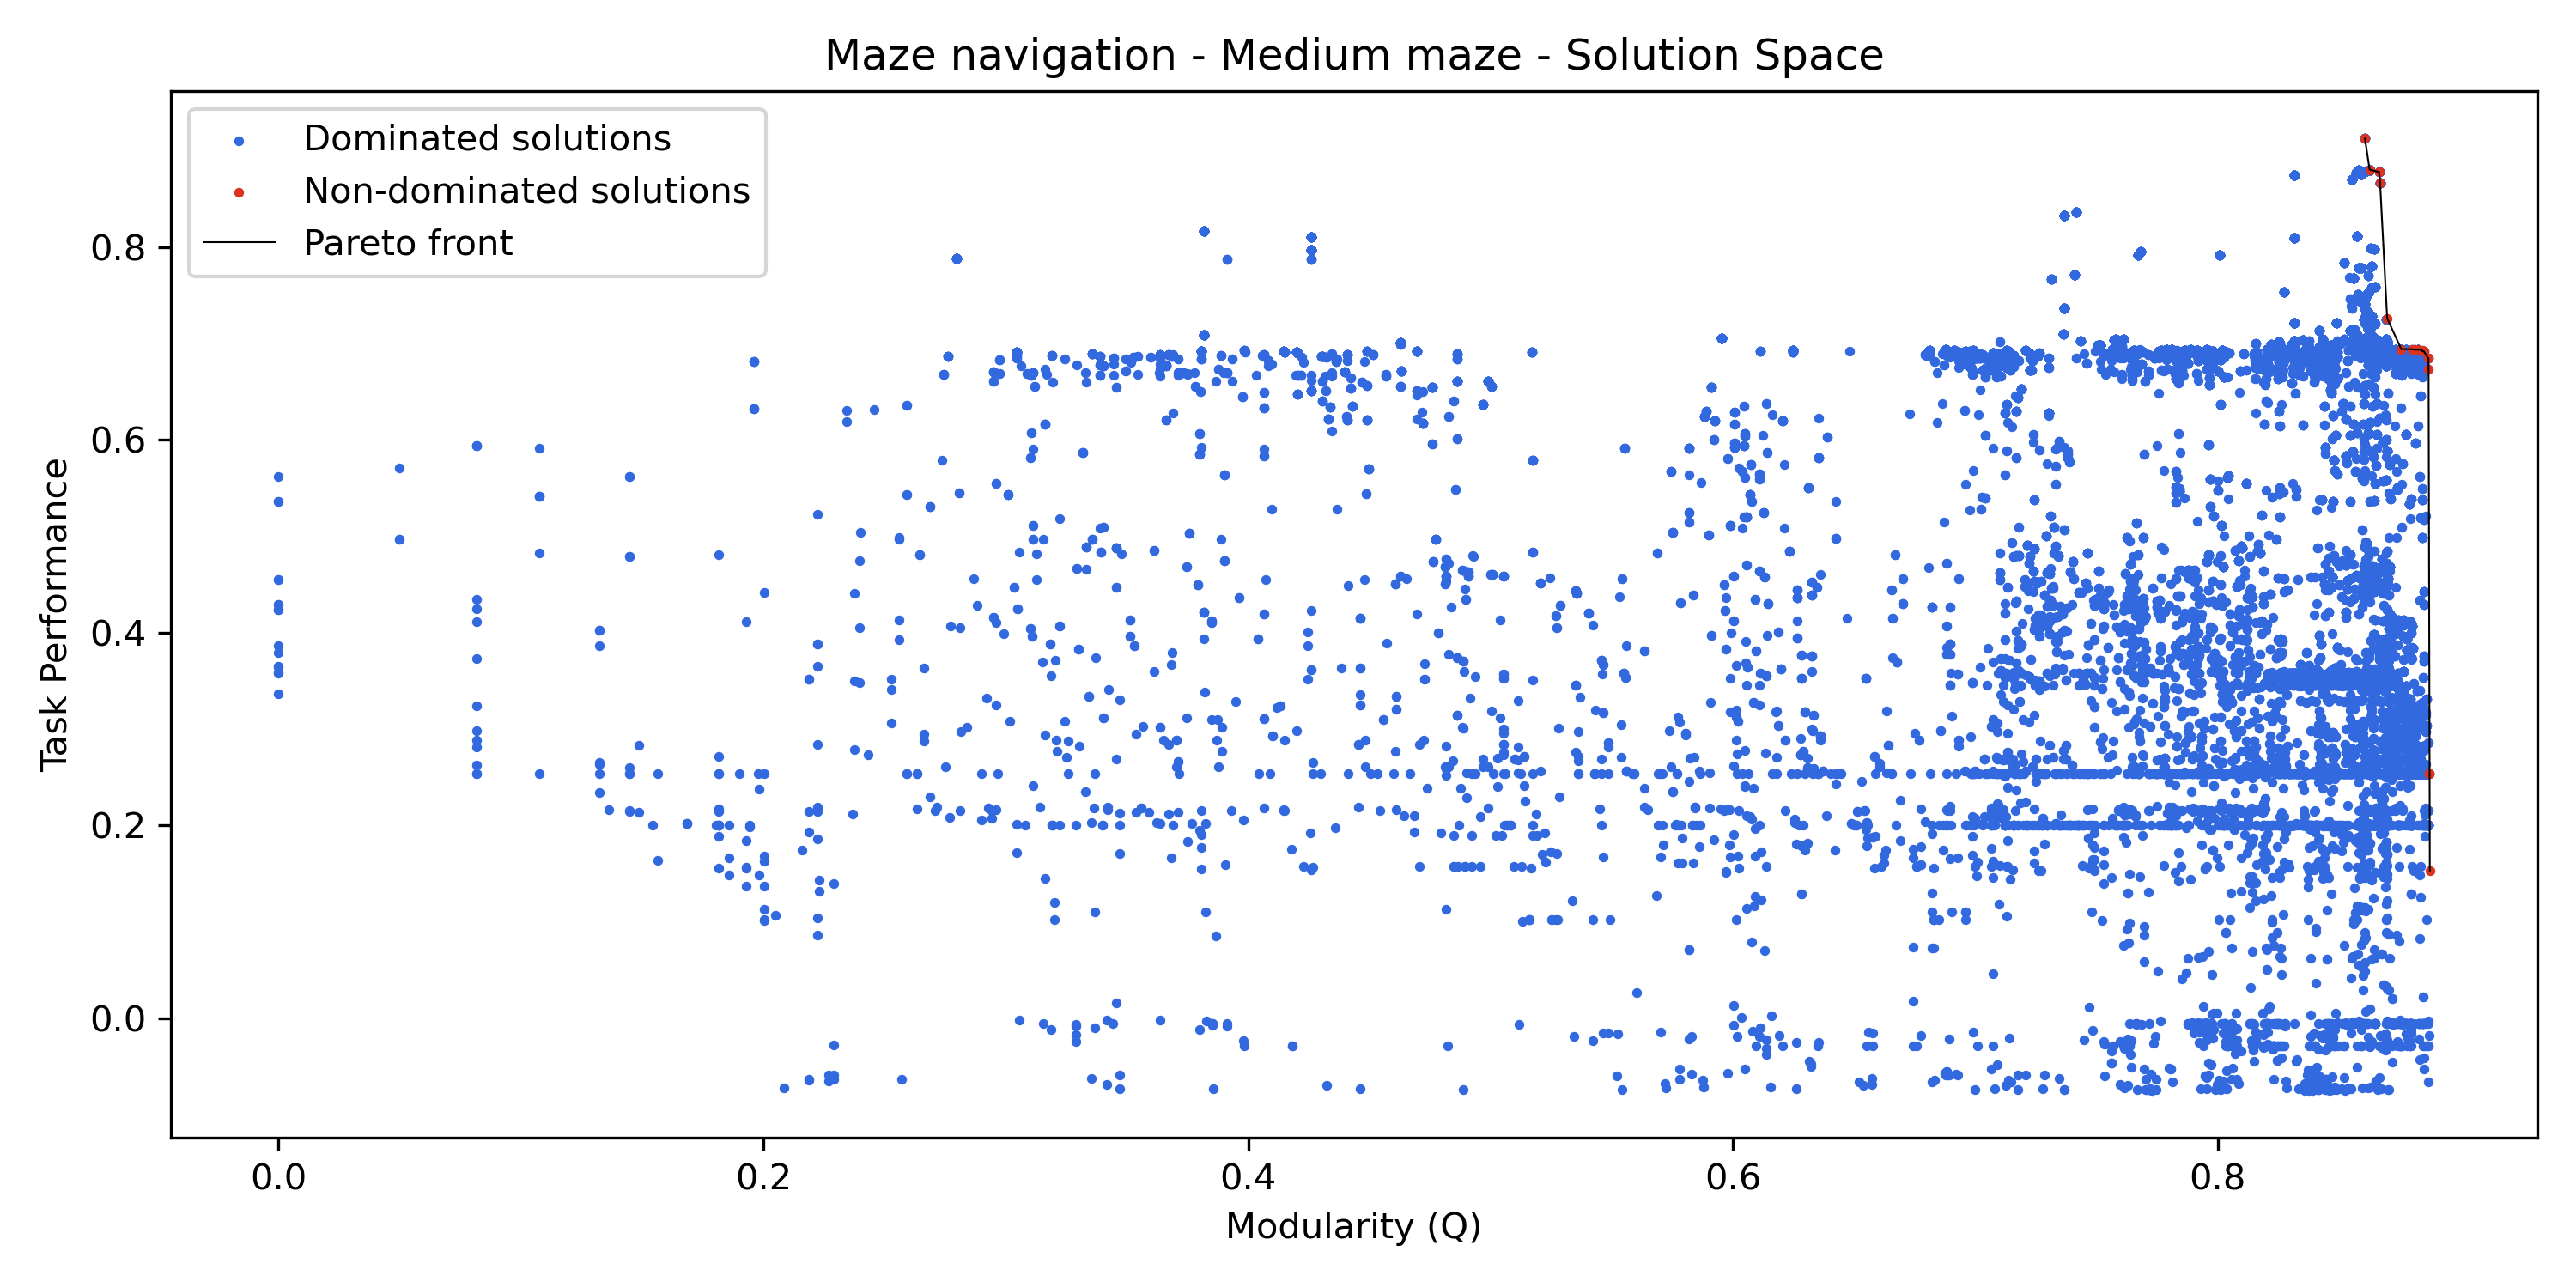 Maze navigation - Medium maze - Solution Space
Dominated solutions
Non-dominated solutions
Pareto front
Task Performance
0.8
0.6
0.4
0.2
0.0
0.0
0.2
0.4
0.6
0.8
Modularity (Q)